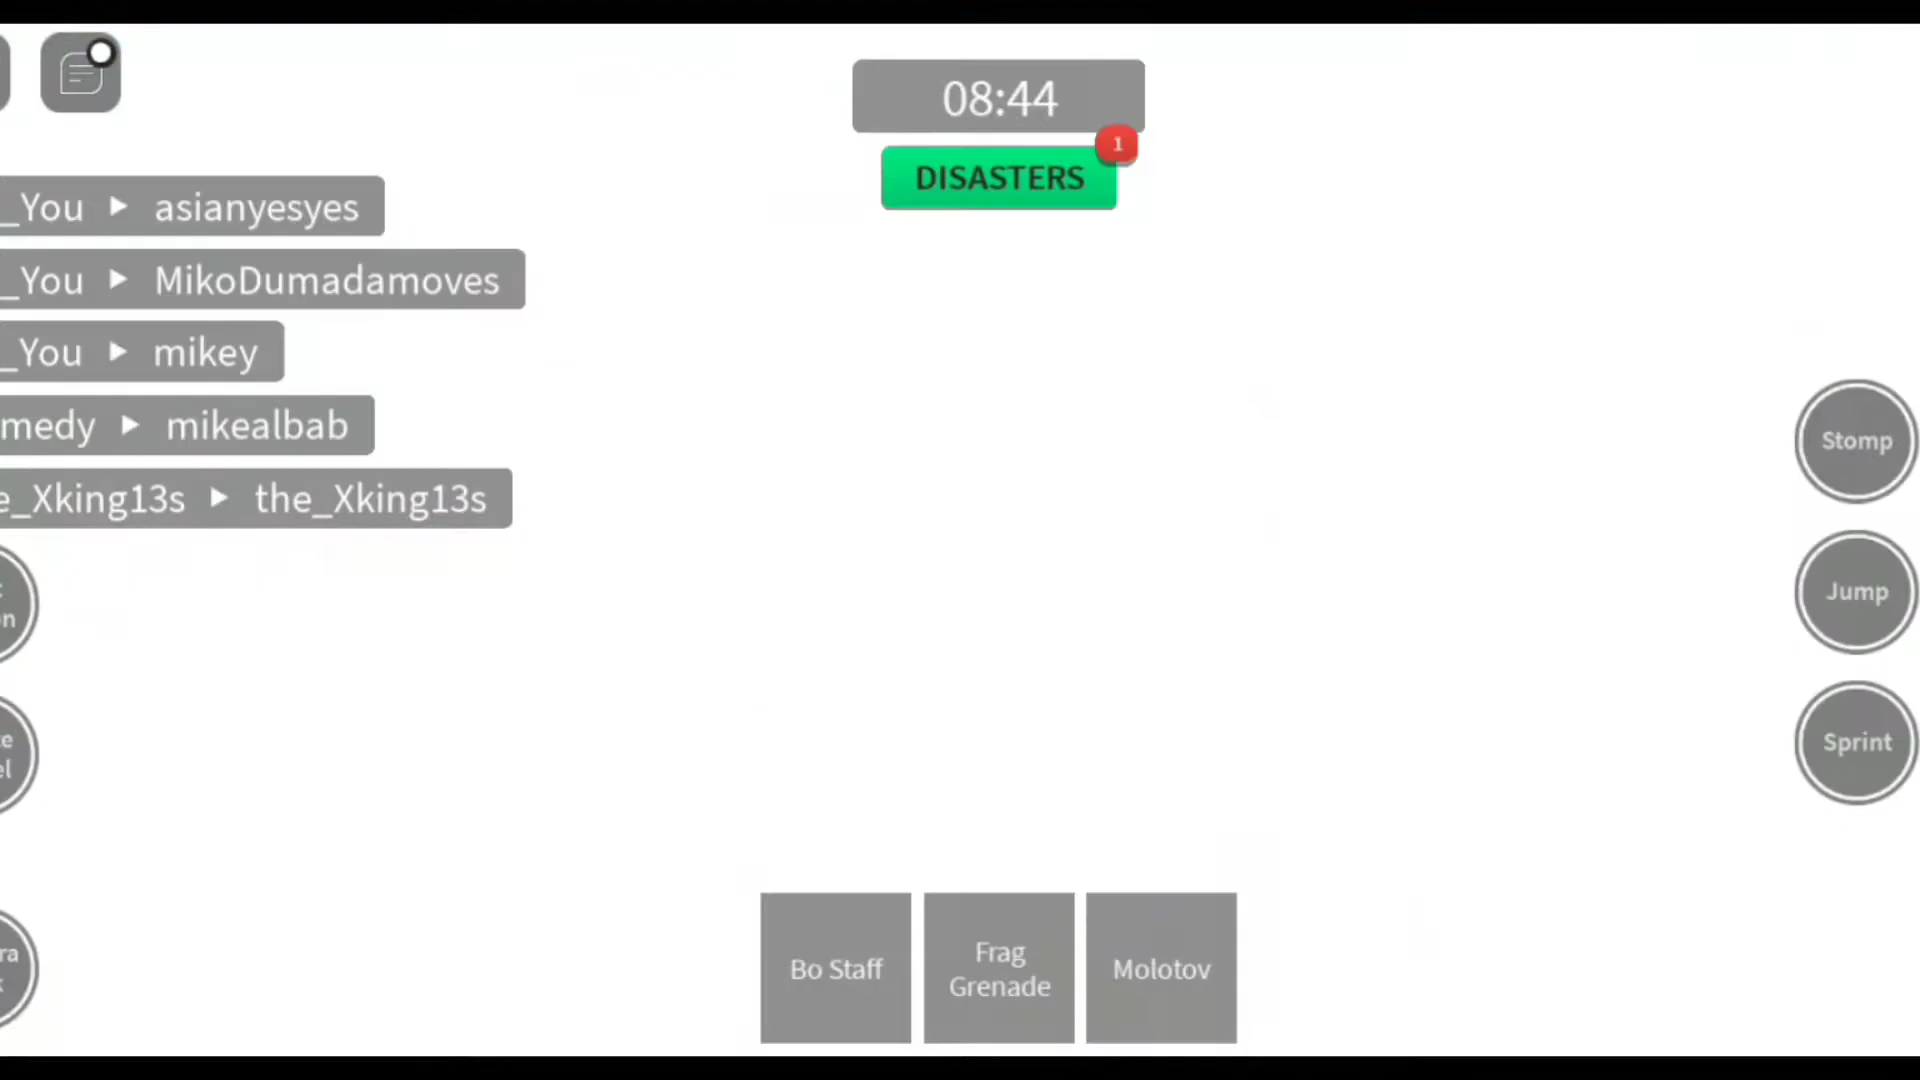 08:44
1
DISASTERS
_You ▶ asianyesyes
_You ▶ MikoDumadamoves
_You ▶ mikey
medy ▶ mikealbab
e_Xking13s ▶ the_Xking13s
Stomp
Jump
Sprint
Bo Staff
Frag
Grenade
Molotov